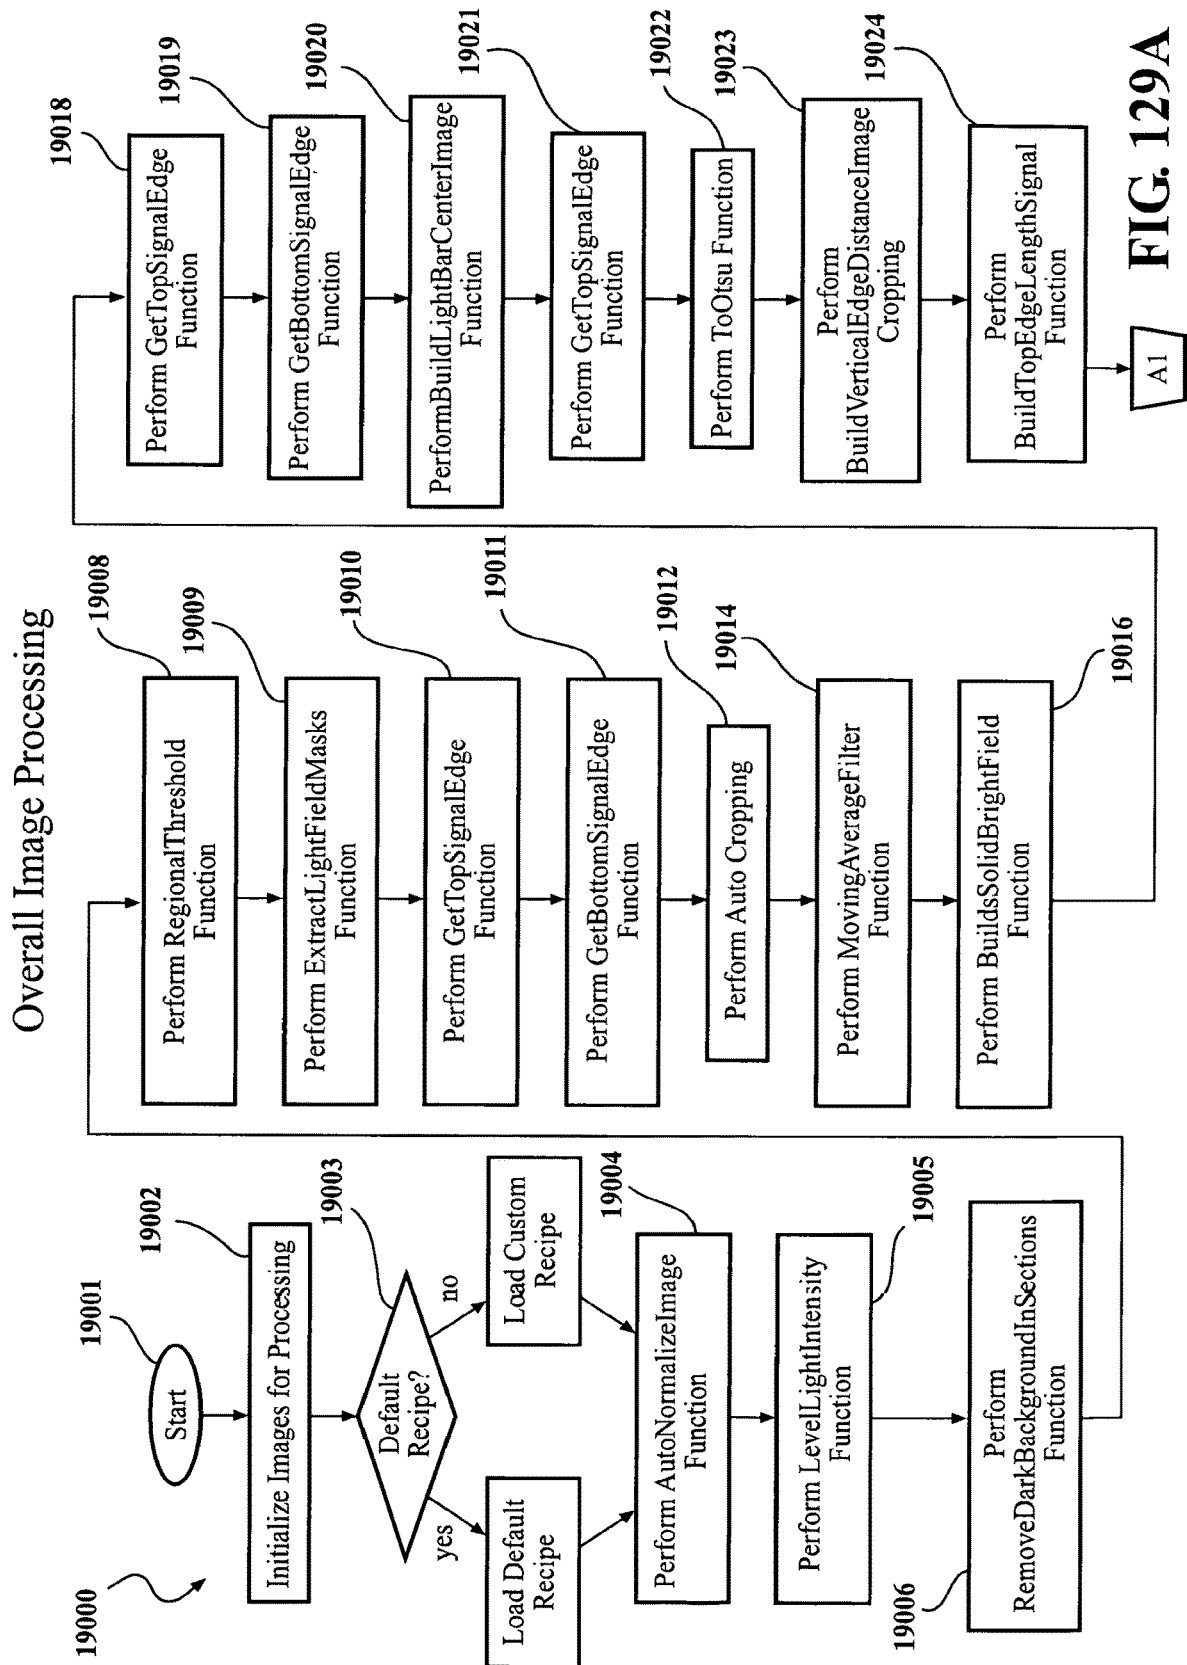 Overall Image Processing
19000
19001
Start
19002
Initialize Images for Processing
19003
Default
Recipe?
yes
no
Load Default
Recipe
Load Custom
Recipe
19004
Perform AutoNormalizeImage
Function
19005
Perform LevelLightIntensity
Function
19006
Perform
RemoveDarkBackgroundInSections
Function
19008
Perform RegionalThreshold
Function
19009
Perform ExtractLightFieldMasks
Function
19010
Perform GetTopSignalEdge
Function
19011
Perform GetBottomSignalEdge
Function
19012
Perform Auto Cropping
19014
Perform MovingAverageFilter
Function
19016
Perform BuildsSolidBrightField
Function
19018
Perform GetTopSignalEdge
Function
19019
Perform GetBottomSignalEdge
Function
19020
PerformBuildLightBarCenterImage
Function
19021
Perform GetTopSignalEdge
Function
19022
Perform ToOtsu Function
19023
Perform
BuildVerticalEdgeDistanceImage
Cropping
19024
Perform
BuildTopEdgeLengthSignal
Function
A1
FIG. 129A